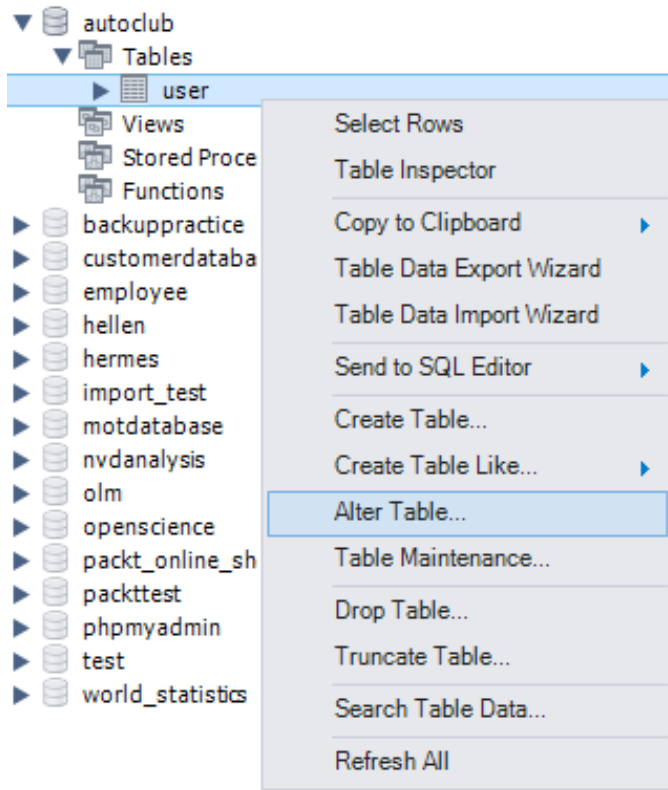 autoclub
Tables
user
Views
Stored Proce
Functions
backuppractice
customerdataba
employee
hellen
hermes
import_test
motdatabase
nvdanalysis
olm
openscience
packt_online_sh
packttest
phpmyadmin
test
world_statistics
Select Rows
Table Inspector
Copy to Clipboard
Table Data Export Wizard
Table Data Import Wizard
Send to SQL Editor
Create Table...
Create Table Like...
Alter Table...
Table Maintenance...
Drop Table...
Truncate Table...
Search Table Data...
Refresh All